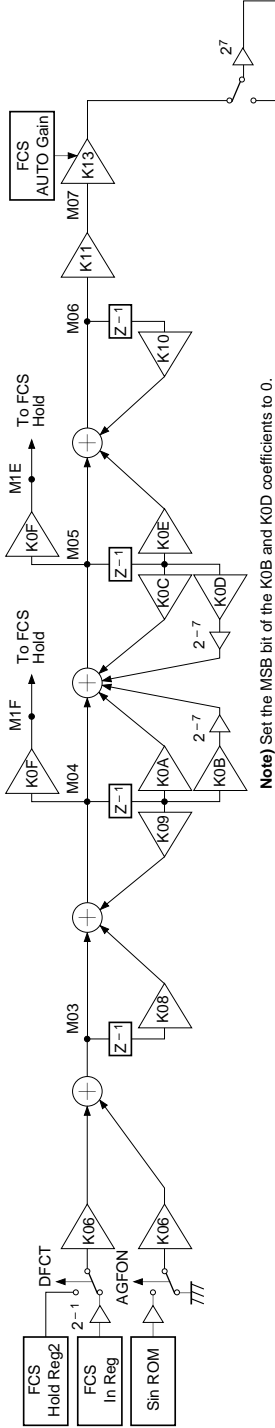 FCS
Hold Reg2
FCS
In Reg
Sin ROM
DFCT
2⁻¹
AGFON
K06
K06
M03
Z⁻¹
K08
K09
M04
Z⁻¹
K0F
M1F
To FCS
Hold
K0A
K0B
2⁻⁷
M05
Z⁻¹
K0F
M1E
To FCS
Hold
K0C
K0D
2⁻⁷
K0E
M06
Z⁻¹
K10
K11
M07
K13
FCS
AUTO Gain
2⁷
Note) Set the MSB bit of the K0B and K0D coefficients to 0.